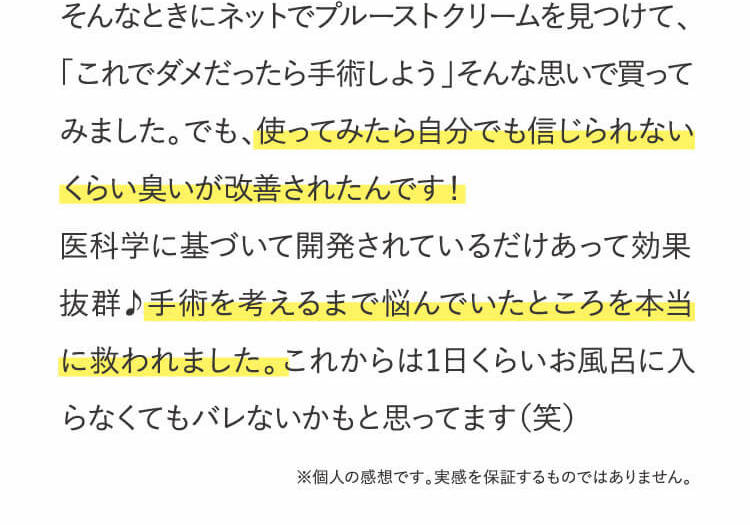 そんなときにネットでプルーストクリームを見つけて、
「これでダメだったら手術しよう」そんな思いで買って
みました。でも、使ってみたら自分でも信じられない
くらい臭いが改善されたんです！
医科学に基づいて開発されているだけあって効果
抜群♪手術を考えるまで悩んでいたところを本当
に救われました。これからは1日くらいお風呂に入
らなくてもバレないかもと思ってます（笑）
※個人の感想です。実感を保証するものではありません。